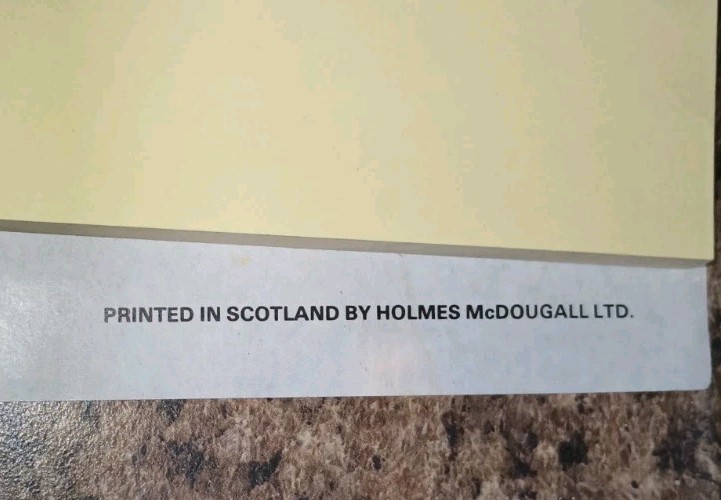 PRINTED IN SCOTLAND BY HOLMES McDOUGALL LTD.